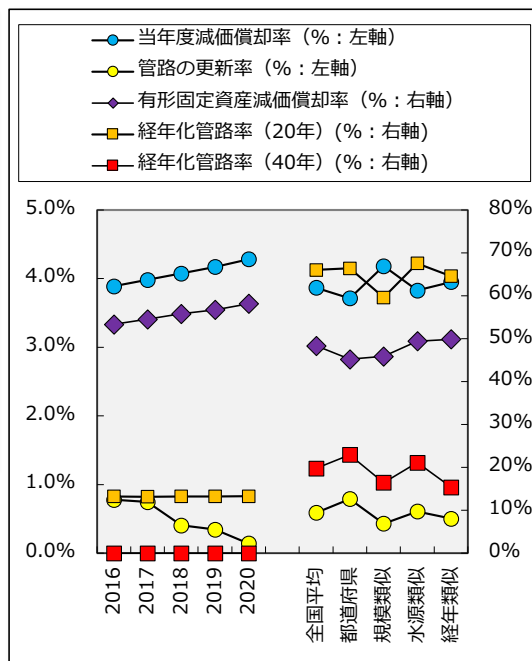 当年度減価償却率（%：左軸）
管路の更新率（%：左軸）
有形固定資産減価償却率（%：右軸）
経年化管路率（20年）(%：右軸)
経年化管路率（40年）(%：右軸)
5.0%
4.0%
3.0%
2.0%
1.0%
0.0%
80%
70%
60%
50%
40%
30%
20%
10%
0%
2016
2017
2018
2019
2020
全国平均
都道府県
規模類似
水源類似
経年類似